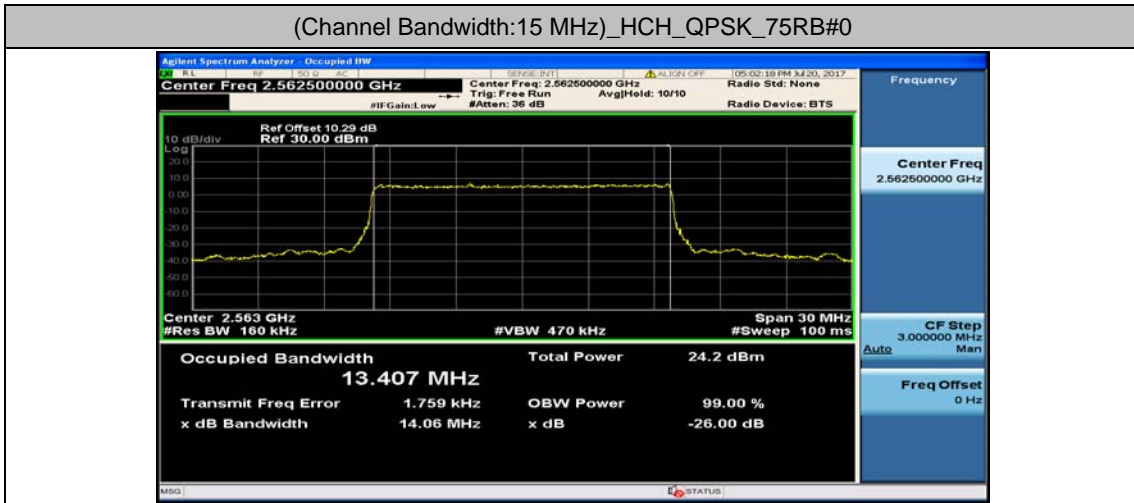 (Channel Bandwidth:15 MHz)_HCH_QPSK_75RB#0
Agilent Spectrum Analyzer - Occupied BW
LXI RL RF 50 Ω AC SENSE:INT ALIGN OFF 05:02:18 PM Jul 20, 2017
Center Freq 2.562500000 GHz
Center Freq: 2.562500000 GHz
Radio Std: None
Trig: Free Run Avg|Hold: 10/10
#IFGain:Low #Atten: 36 dB Radio Device: BTS
Frequency
Ref Offset 10.29 dB
10 dB/div Ref 30.00 dBm
Log
20.0
10.0
0.00
-10.0
-20.0
-30.0
-40.0
-50.0
-60.0
Center 2.563 GHz Span 30 MHz
#Res BW 160 kHz #VBW 470 kHz #Sweep 100 ms
Occupied Bandwidth Total Power 24.2 dBm
13.407 MHz
Transmit Freq Error 1.759 kHz OBW Power 99.00 %
x dB Bandwidth 14.06 MHz x dB -26.00 dB
Center Freq
2.562500000 GHz
CF Step
3.000000 MHz
Auto Man
Freq Offset
0 Hz
MSG STATUS